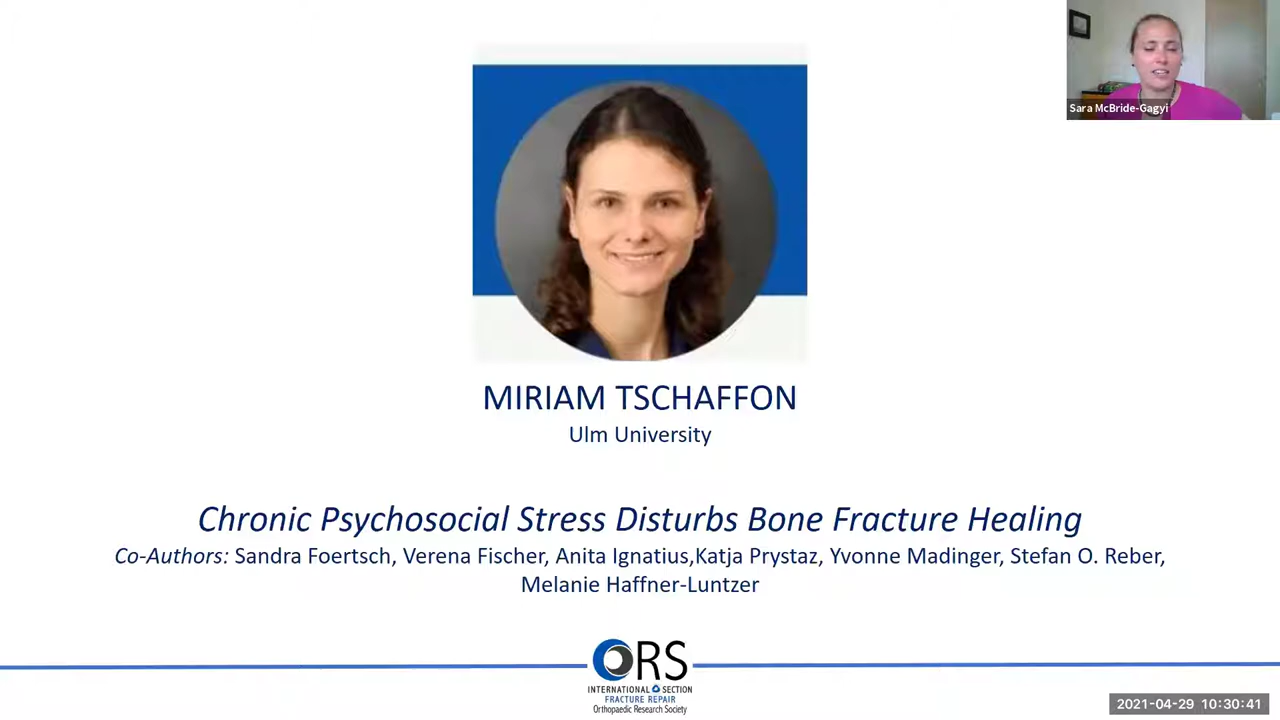 Sara McBride-Gagyi
MIRIAM TSCHAFFON
Ulm University
Chronic Psychosocial Stress Disturbs Bone Fracture Healing
Co-Authors: Sandra Foertsch, Verena Fischer, Anita Ignatius,Katja Prystaz, Yvonne Madinger, Stefan O. Reber,
Melanie Haffner-Luntzer
ORS
INTERNATIONAL SECTION
FRACTURE REPAIR
Orthopaedic Research Society
2021-04-29 10:30:41